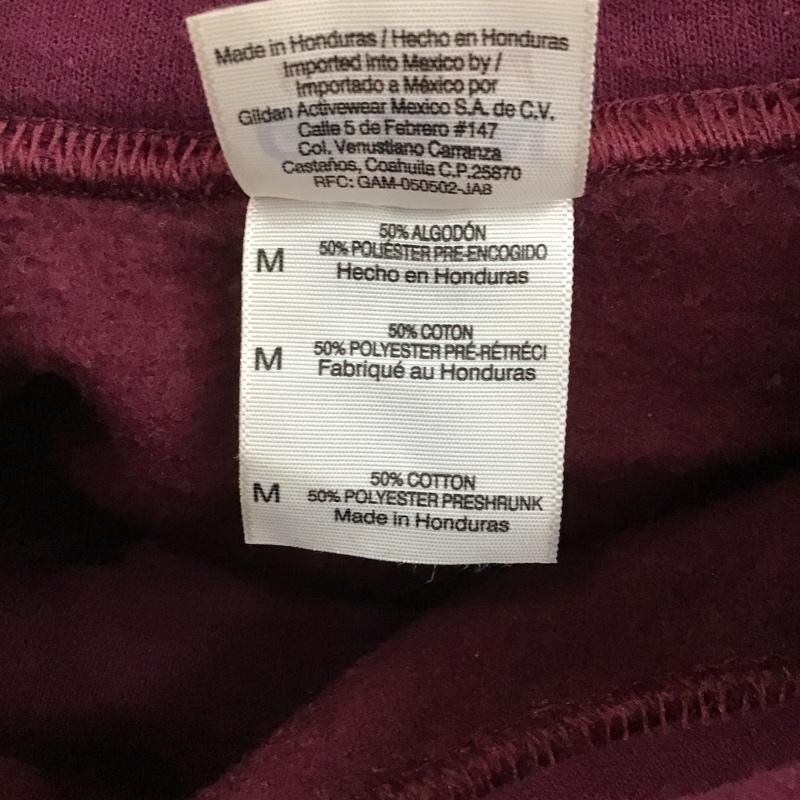 Made in Honduras / Hecho en Honduras
Imported into Mexico by /
Importado a México por
Gildan Activewear Mexico S.A. de C.V.
Calle 5 de Febrero #147
Col. Venustiano Carranza
Castaños, Coahuila C.P.25870
RFC: GAM-050502-JA8
50% ALGODÓN
M 50% POLIÉSTER PRE-ENCOGIDO
Hecho en Honduras
50% COTON
M 50% POLYESTER PRÉ-RÉTRÉCI
Fabriqué au Honduras
50% COTTON
M 50% POLYESTER PRESHRUNK
Made in Honduras